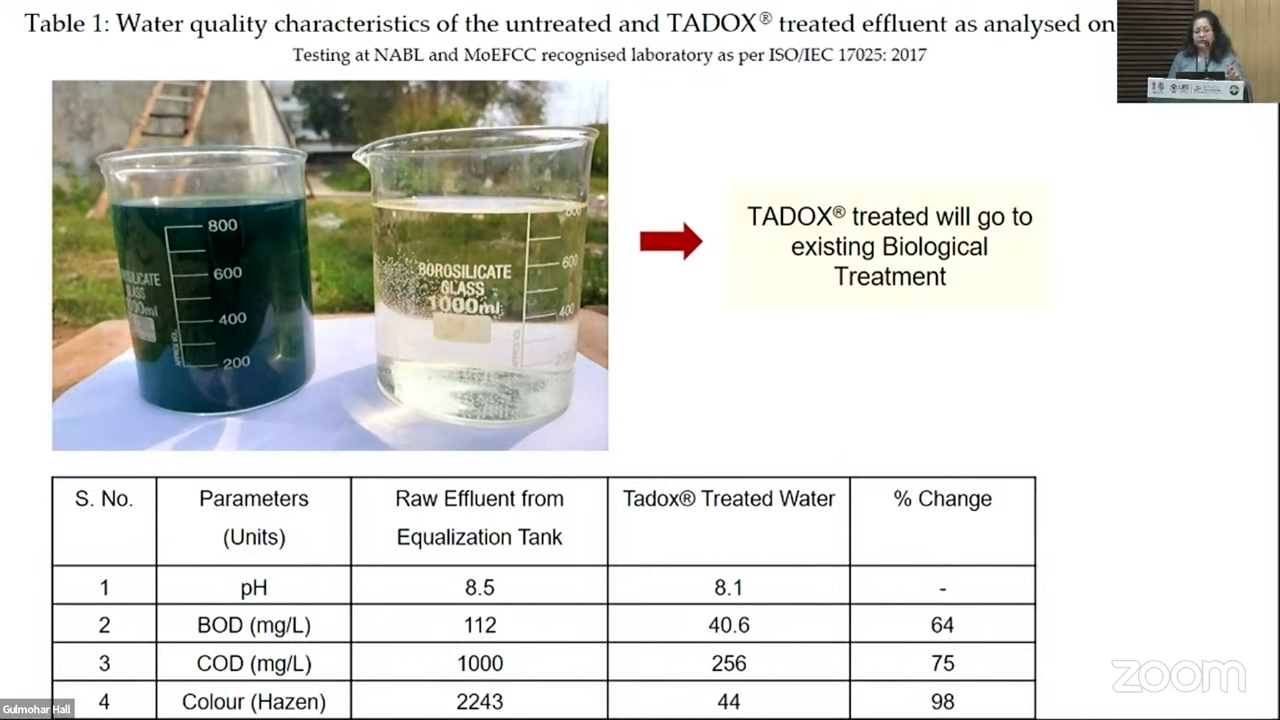 Table 1: Water quality characteristics of the untreated and TADOX® treated effluent as analysed on
Testing at NABL and MoEFCC recognised laboratory as per ISO/IEC 17025: 2017
800
600
400
200
BOROSILICATE
GLASS
1000ml
600
400
TADOX® treated will go to
existing Biological
Treatment
S. No.
Parameters
(Units)
Raw Effluent from
Equalization Tank
Tadox® Treated Water
% Change
1
pH
8.5
8.1
-
2
BOD (mg/L)
112
40.6
64
3
COD (mg/L)
1000
256
75
4
Colour (Hazen)
2243
44
98
zoom
Gulmohar Hall